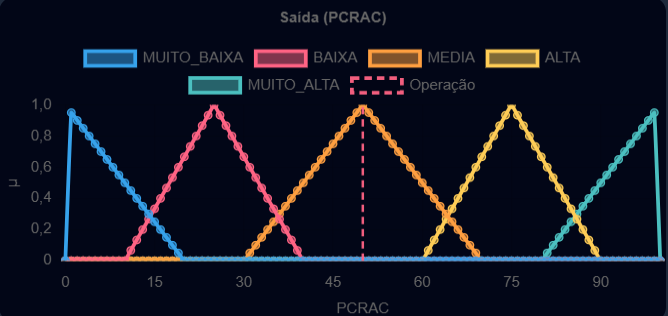 Saída (PCRAC)
MUITO_BAIXA BAIXA MEDIA ALTA
MUITO_ALTA Operação
1,0
0,8
0,6
0,4
0,2
0
μ
0 15 30 45 60 75 90
PCRAC